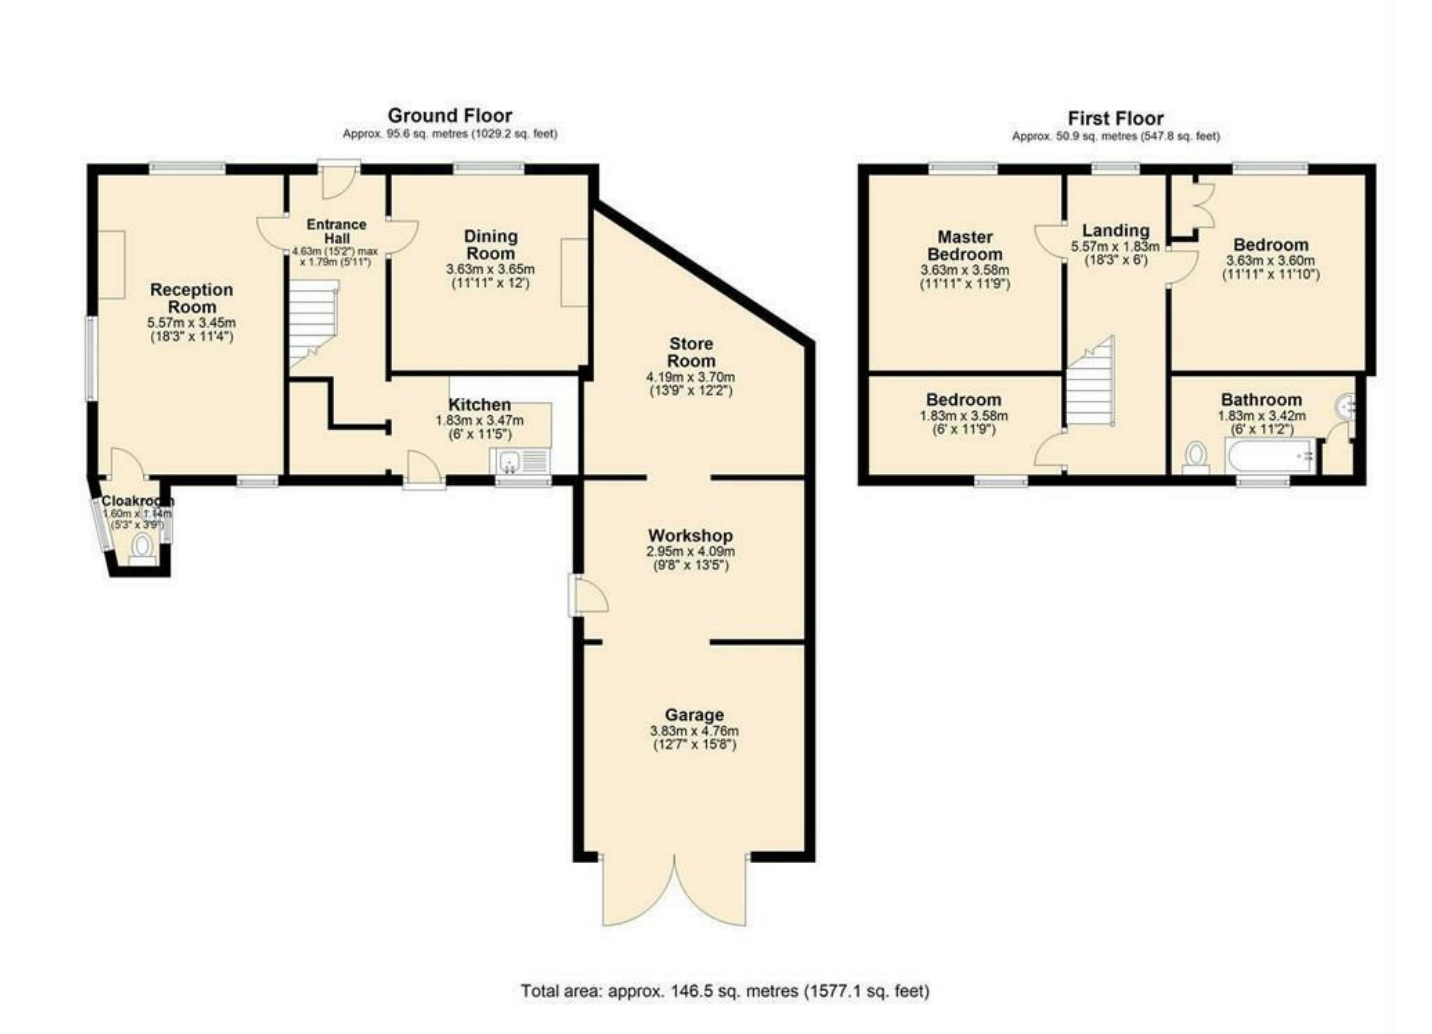 Ground Floor
Approx. 95.6 sq. metres (1029.2 sq. feet)
Reception
Room
5.57m x 3.45m
(18'3" x 11'4")
Entrance
Hall
4.63m (15'2") max
x 1.79m (5'11")
Dining
Room
3.63m x 3.65m
(11'11" x 12')
Store
Room
4.19m x 3.70m
(13'9" x 12'2")
Kitchen
1.83m x 3.47m
(6' x 11'5")
Cloakroom
1.60m x 1.14m
(5'3" x 3'9")
Workshop
2.95m x 4.09m
(9'8" x 13'5")
Garage
3.83m x 4.76m
(12'7" x 15'8")
First Floor
Approx. 50.9 sq. metres (547.8 sq. feet)
Master
Bedroom
3.63m x 3.58m
(11'11" x 11'9")
Landing
5.57m x 1.83m
(18'3" x 6')
Bedroom
3.63m x 3.60m
(11'11" x 11'10")
Bedroom
1.83m x 3.58m
(6' x 11'9")
Bathroom
1.83m x 3.42m
(6' x 11'2")
Total area: approx. 146.5 sq. metres (1577.1 sq. feet)